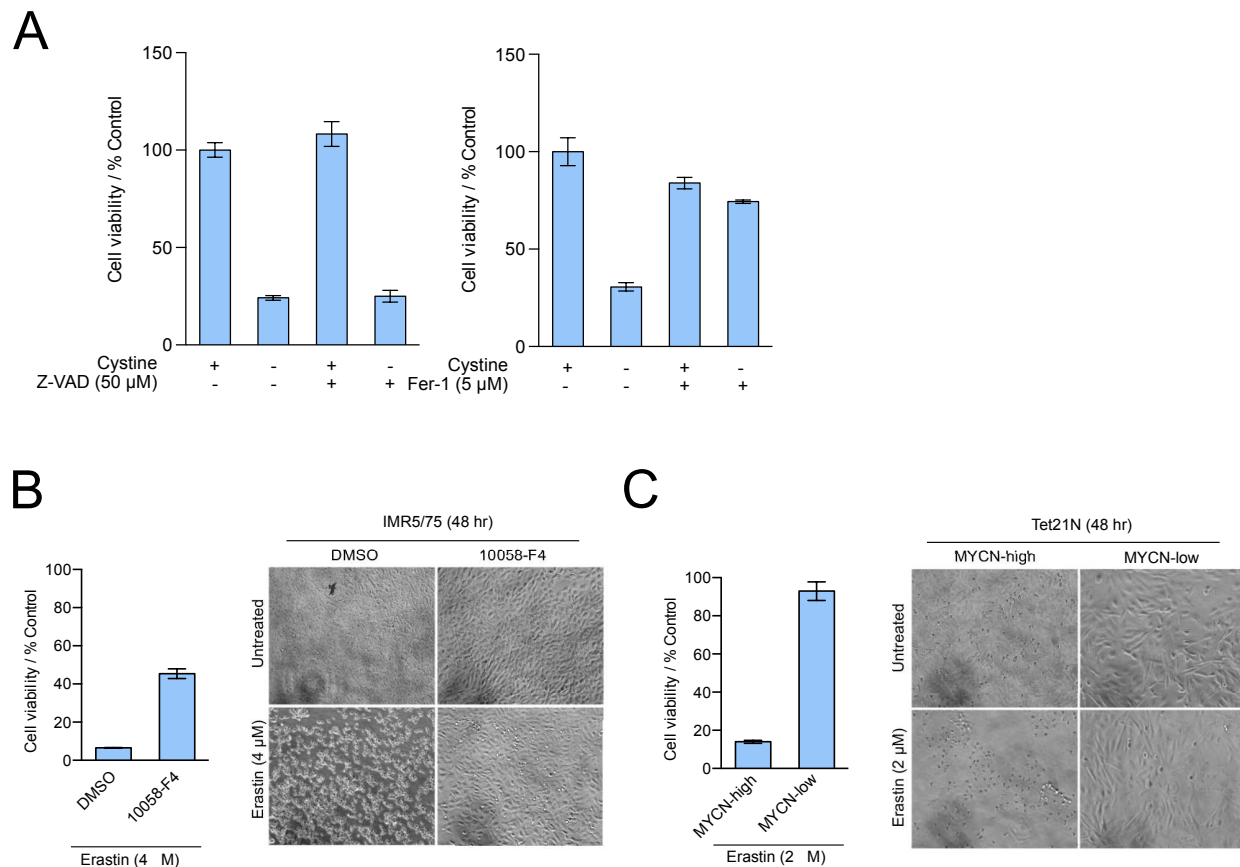 A
150
100
50
0
Cell viability / % Control
Cystine + - + -
Z-VAD (50 µM) - - + +
150
100
50
0
Cell viability / % Control
Cystine + - + -
Fer-1 (5 µM) - - + +
B
100
80
60
40
20
0
Cell viability / % Control
DMSO
10058-F4
Erastin (4 M)
IMR5/75 (48 hr)
DMSO 10058-F4
Untreated
Erastin (4 µM)
C
100
80
60
40
20
0
Cell viability / % Control
MYCN-high
MYCN-low
Erastin (2 M)
Tet21N (48 hr)
MYCN-high MYCN-low
Untreated
Erastin (2 µM)